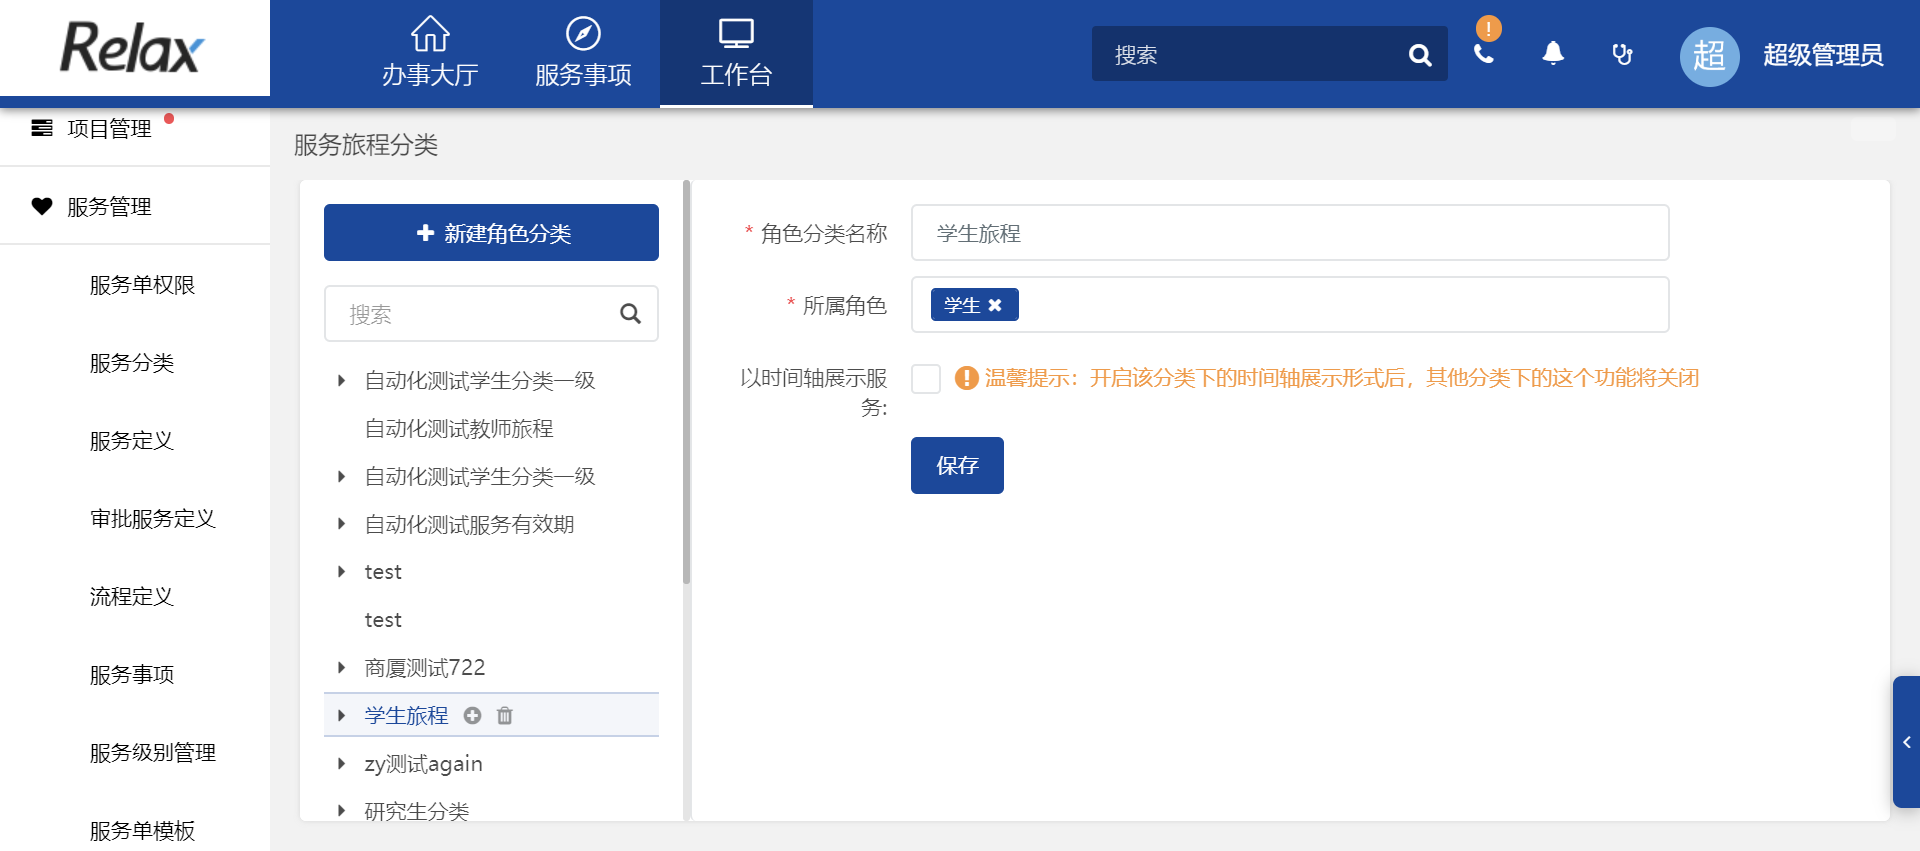 Relax
办事大厅
服务事项
工作台
搜索
超
超级管理员
项目管理
服务管理
服务单权限
服务分类
服务定义
审批服务定义
流程定义
服务事项
服务级别管理
服务单模板
服务旅程分类
新建角色分类
搜索
自动化测试学生分类一级
自动化测试教师旅程
自动化测试学生分类一级
自动化测试服务有效期
test
test
商厦测试722
学生旅程
zy测试again
研究生分类
* 角色分类名称
学生旅程
* 所属角色
学生
以时间轴展示服
务:
温馨提示：开启该分类下的时间轴展示形式后，其他分类下的这个功能将关闭
保存